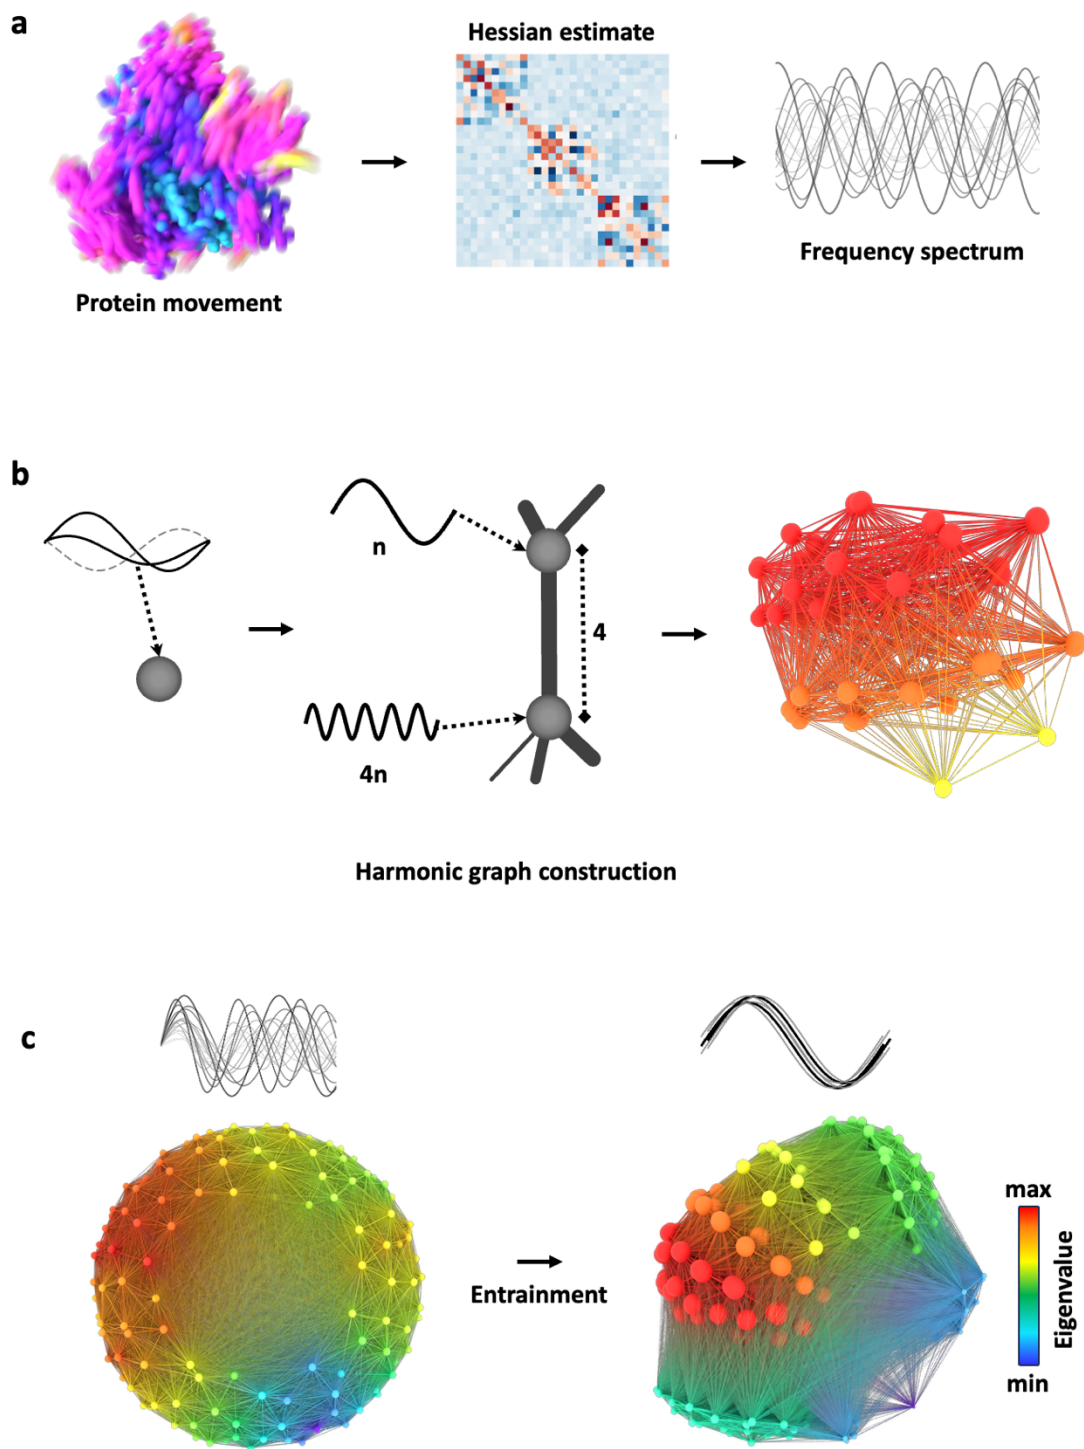 a
Hessian estimate
Protein movement
Frequency spectrum
b
n
4
4n
Harmonic graph construction
c
Entrainment
max
Eigenvalue
min